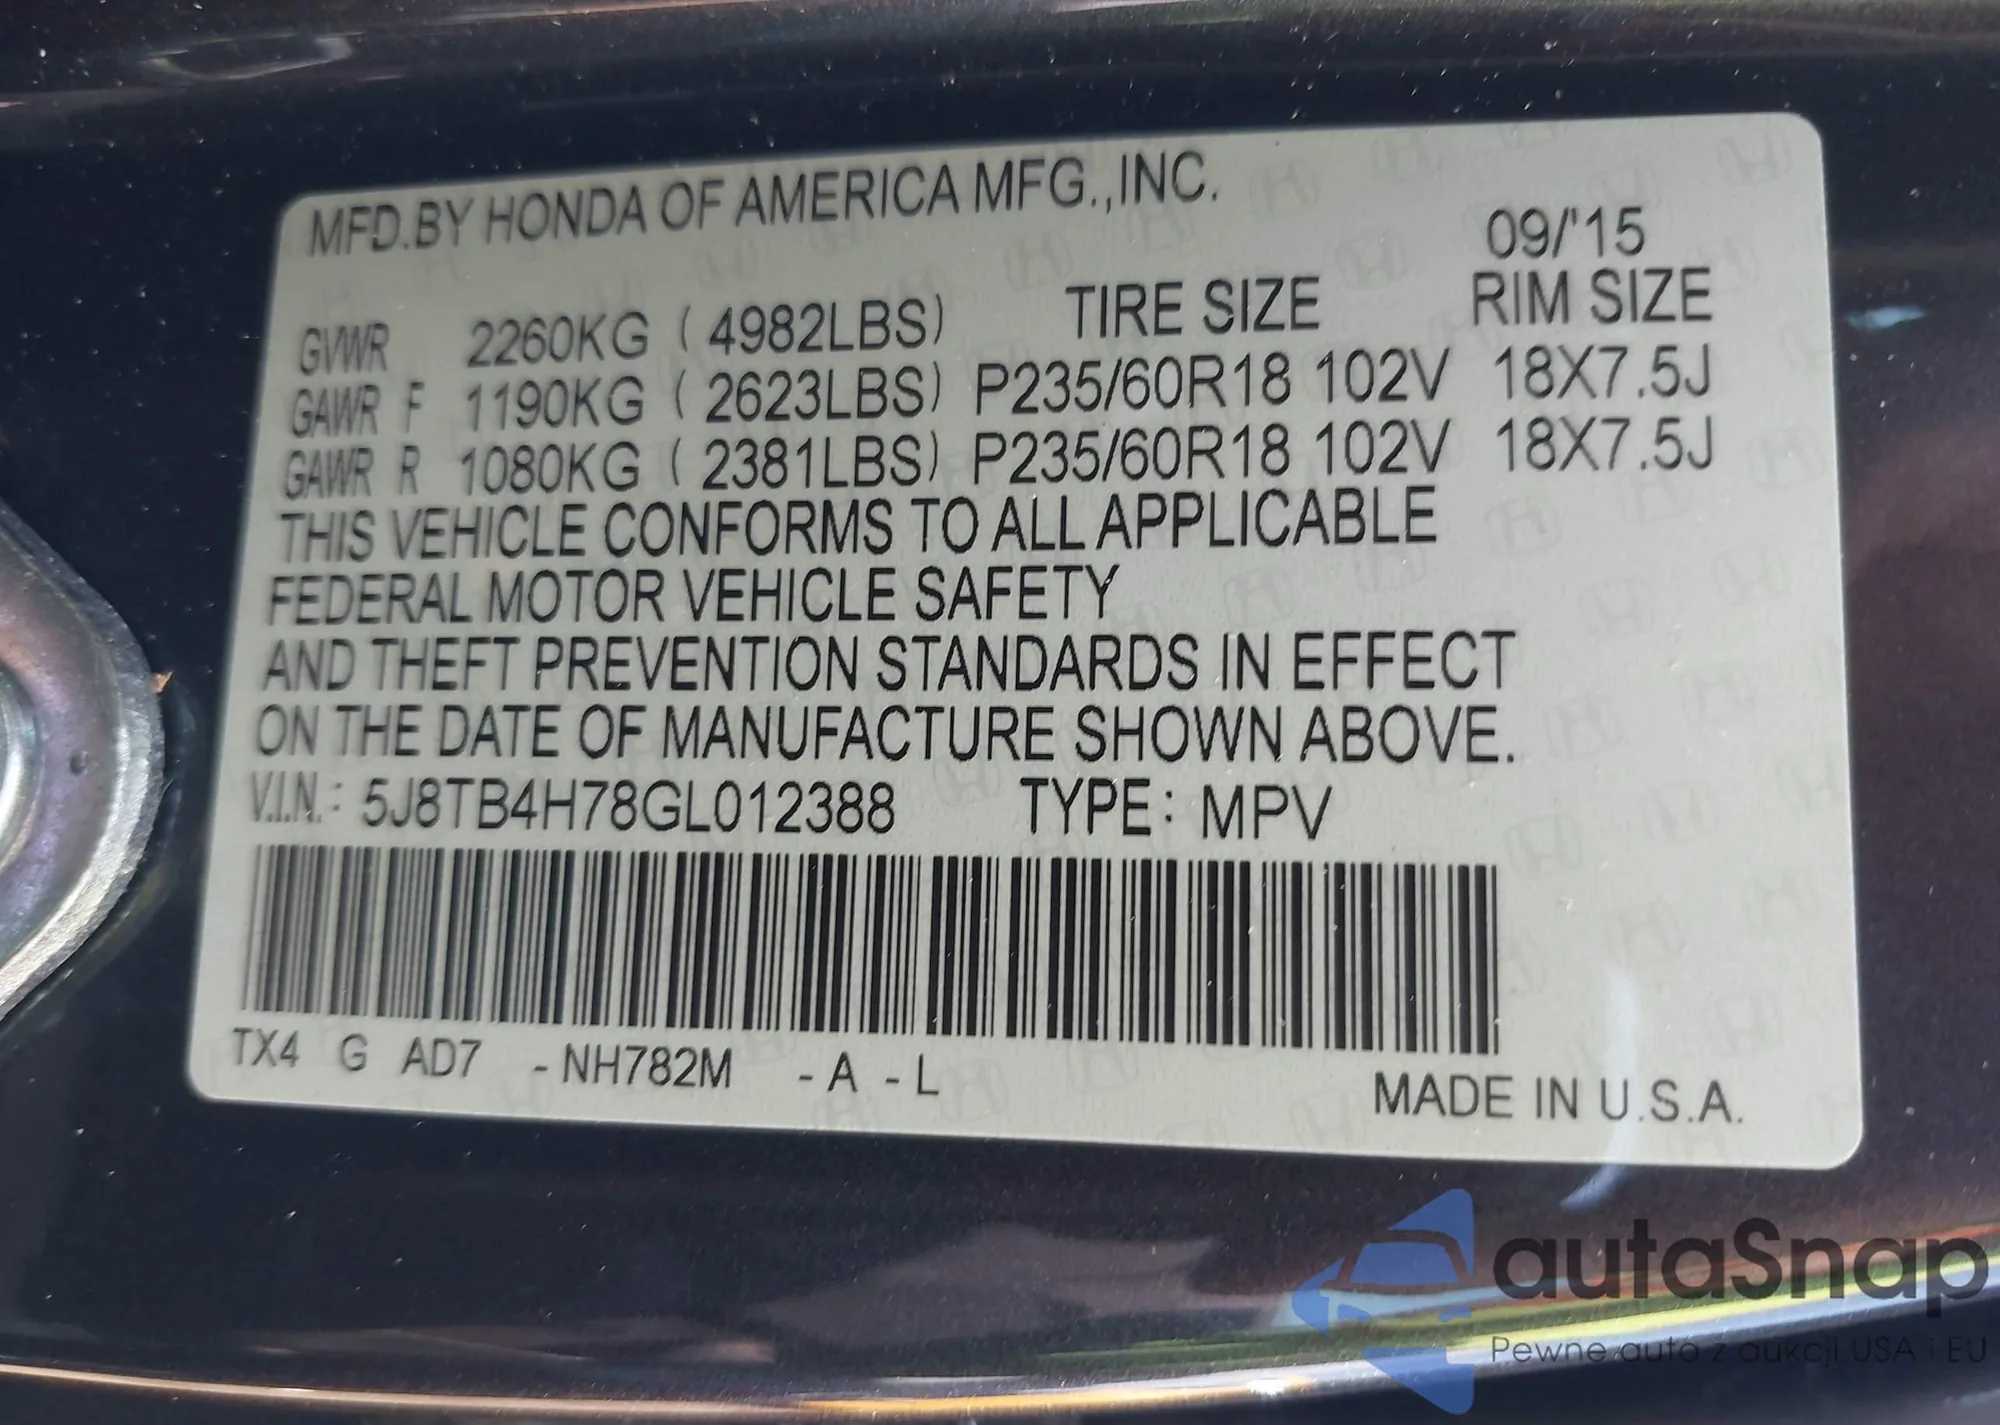 MFD.BY HONDA OF AMERICA MFG.,INC.
09/'15
GVWR 2260KG ( 4982LBS) TIRE SIZE RIM SIZE
GAWR F 1190KG ( 2623LBS) P235/60R18 102V 18X7.5J
GAWR R 1080KG ( 2381LBS) P235/60R18 102V 18X7.5J
THIS VEHICLE CONFORMS TO ALL APPLICABLE
FEDERAL MOTOR VEHICLE SAFETY
AND THEFT PREVENTION STANDARDS IN EFFECT
ON THE DATE OF MANUFACTURE SHOWN ABOVE.
V.I.N.: 5J8TB4H78GL012388 TYPE: MPV
TX4 G AD7 -NH782M -A -L
MADE IN U.S.A.
autaSnap
Pewne auto z aukcji USA i EU